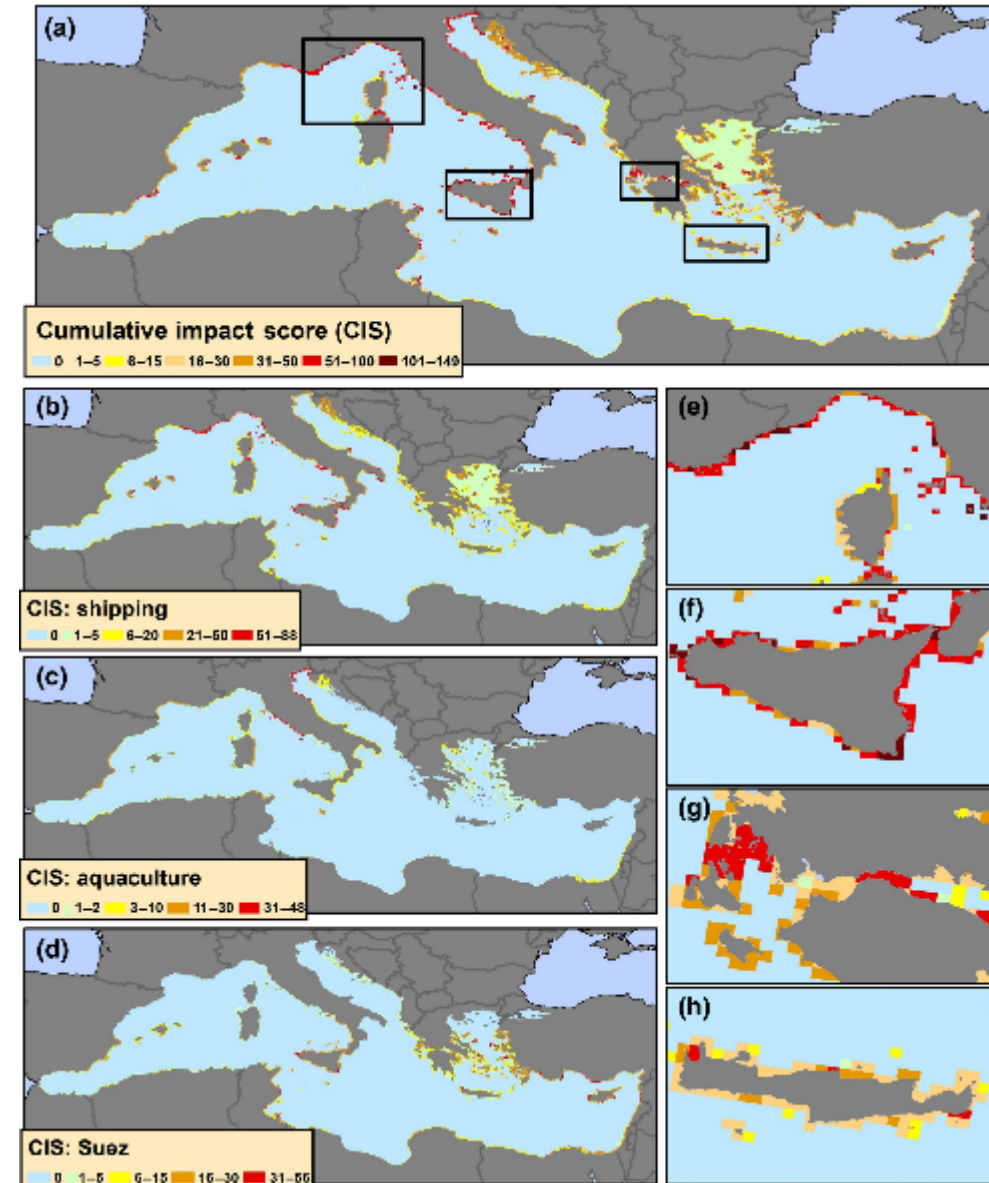 (a)
Cumulative impact score (CIS)
0 1–5 6–15 16–30 31–50 51–100 101–149
(b)
(e)
CIS: shipping
0 1–5 6–20 21–50 51–88
(f)
(c)
CIS: aquaculture
0 1–2 3–10 11–30 31–48
(g)
(d)
(h)
CIS: Suez
0 1–5 6–15 16–30 31–55